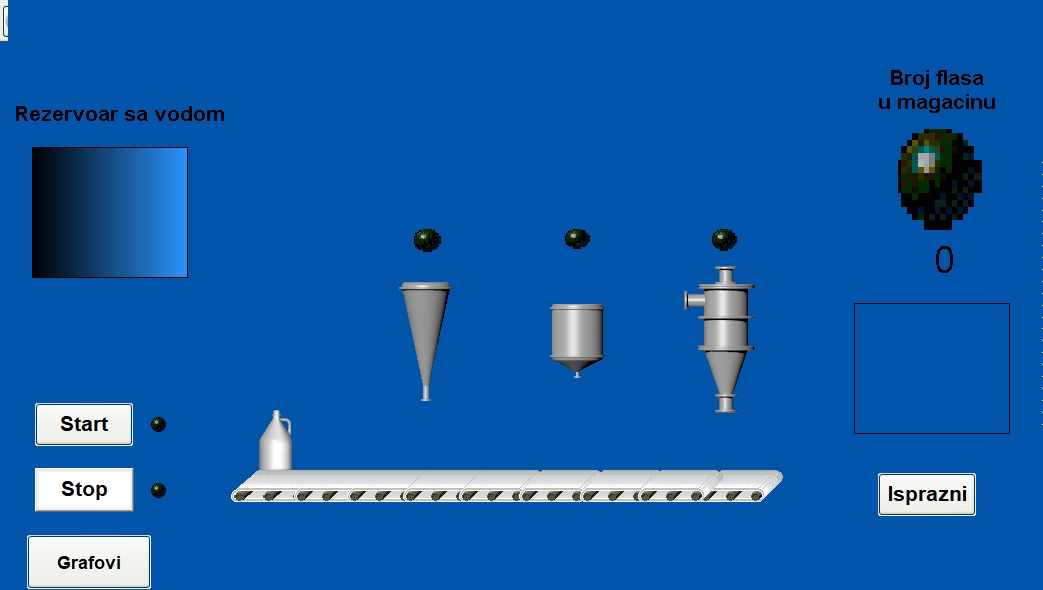 Rezervoar sa vodom
Broj flasa
u magacinu
0
Start
Stop
Grafovi
Isprazni